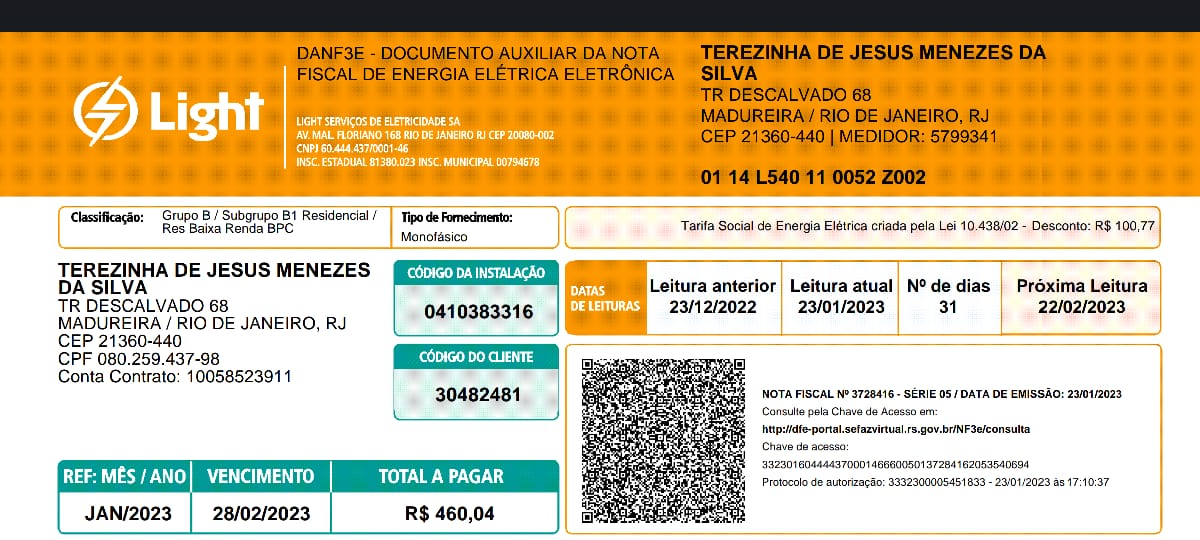 DANF3E - DOCUMENTO AUXILIAR DA NOTA
FISCAL DE ENERGIA ELÉTRICA ELETRÔNICA
Light
LIGHT SERVIÇOS DE ELETRICIDADE SA
AV. MAL. FLORIANO 168 RIO DE JANEIRO RJ CEP 20080-002
CNPJ 60.444.437/0001-46
INSC. ESTADUAL 81380.023 INSC. MUNICIPAL 00794678
TEREZINHA DE JESUS MENEZES DA
SILVA
TR DESCALVADO 68
MADUREIRA / RIO DE JANEIRO, RJ
CEP 21360-440 | MEDIDOR: 5799341
01 14 L540 11 0052 Z002
Classificação: Grupo B / Subgrupo B1 Residencial /
Res Baixa Renda BPC
Tipo de Fornecimento:
Monofásico
Tarifa Social de Energia Elétrica criada pela Lei 10.438/02 - Desconto: R$ 100,77
TEREZINHA DE JESUS MENEZES
DA SILVA
TR DESCALVADO 68
MADUREIRA / RIO DE JANEIRO, RJ
CEP 21360-440
CPF 080.259.437-98
Conta Contrato: 10058523911
CÓDIGO DA INSTALAÇÃO
0410383316
CÓDIGO DO CLIENTE
30482481
DATAS
DE LEITURAS
Leitura anterior
23/12/2022
Leitura atual
23/01/2023
Nº de dias
31
Próxima Leitura
22/02/2023
NOTA FISCAL Nº 3728416 - SÉRIE 05 / DATA DE EMISSÃO: 23/01/2023
Consulte pela Chave de Acesso em:
http://dfe-portal.sefazvirtual.rs.gov.br/NF3e/consulta
Chave de acesso:
33230160444437000146660050137284162053540694
Protocolo de autorização: 3332300005451833 - 23/01/2023 às 17:10:37
REF: MÊS / ANO VENCIMENTO TOTAL A PAGAR
JAN/2023 28/02/2023 R$ 460,04